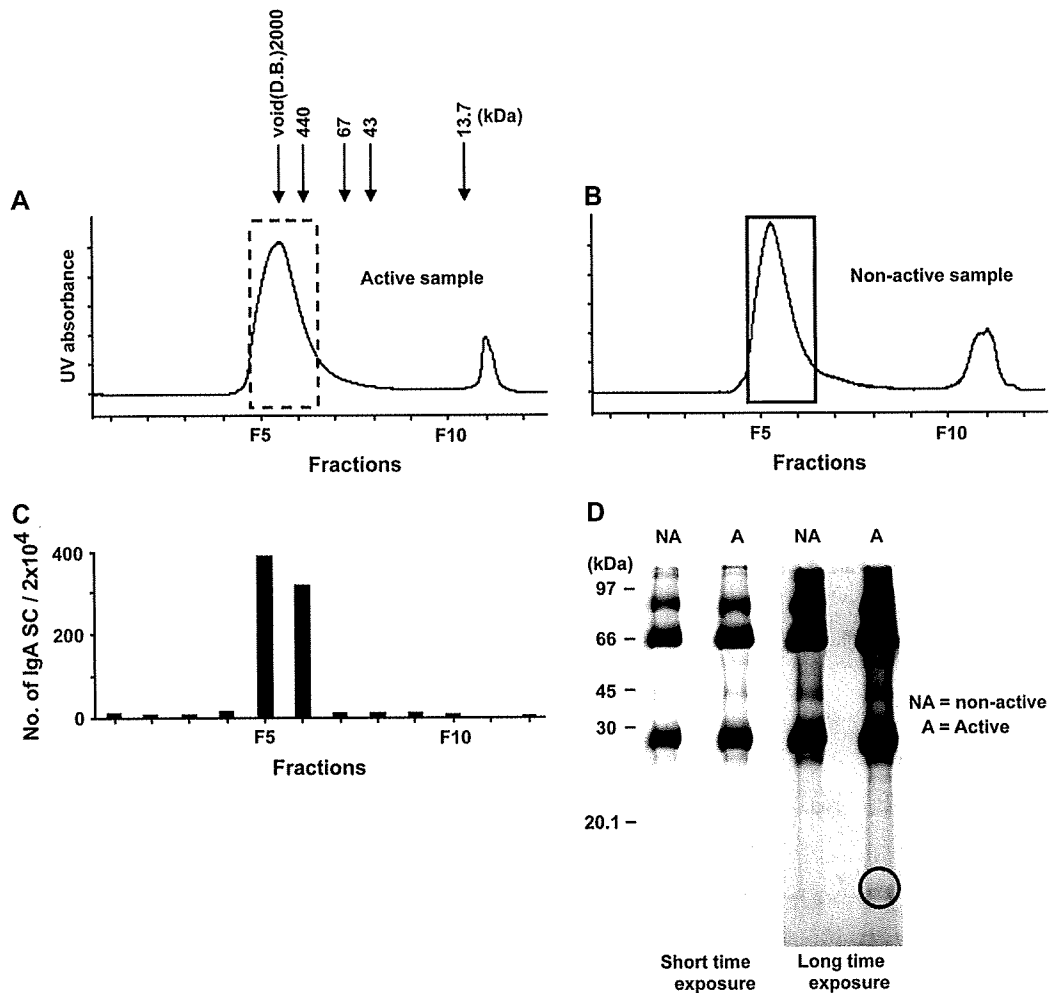 void(D.B.)2000
440
67
43
13.7 (kDa)
A
UV absorbance
Active sample
F5
F10
Fractions
B
Non-active sample
F5
F10
Fractions
C
No. of IgA SC / 2x10⁴
400
200
0
F5
F10
Fractions
D
NA A NA A
(kDa)
97
66
45
30
20.1
NA = non-active
A = Active
Short time
exposure
Long time
exposure